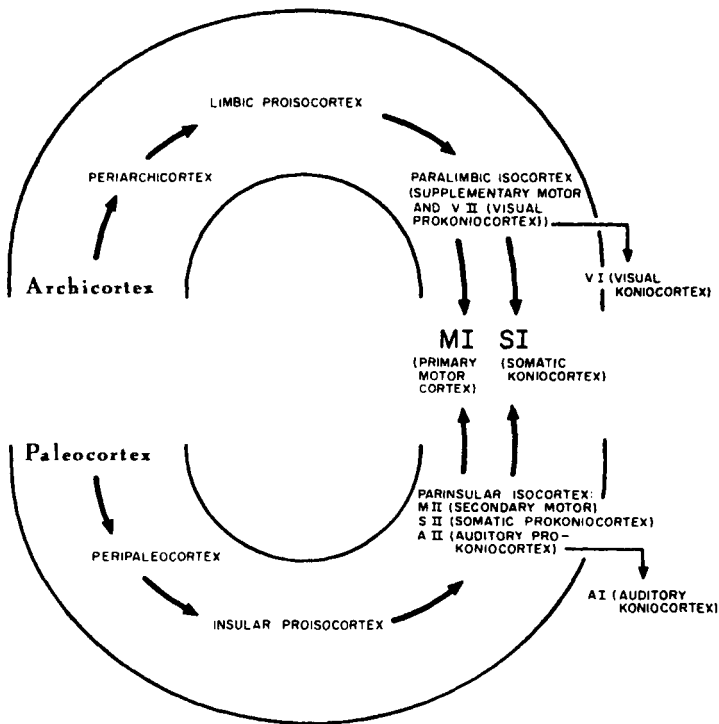 LIMBIC PROISOCORTEX
PERIARCHICORTEX
PARALIMBIC ISOCORTEX
(SUPPLEMENTARY MOTOR
AND V II (VISUAL
PROKONIOCORTEX))
Archicortex
V I (VISUAL
KONIOCORTEX)
MI
(PRIMARY
MOTOR
CORTEX)
SI
(SOMATIC
KONIOCORTEX)
Paleocortex
PARINSULAR ISOCORTEX:
M II (SECONDARY MOTOR)
S II (SOMATIC PROKONIOCORTEX)
A II (AUDITORY PRO-
KONIOCORTEX)
PERIPALEOCORTEX
A I (AUDITORY
KONIOCORTEX)
INSULAR PROISOCORTEX